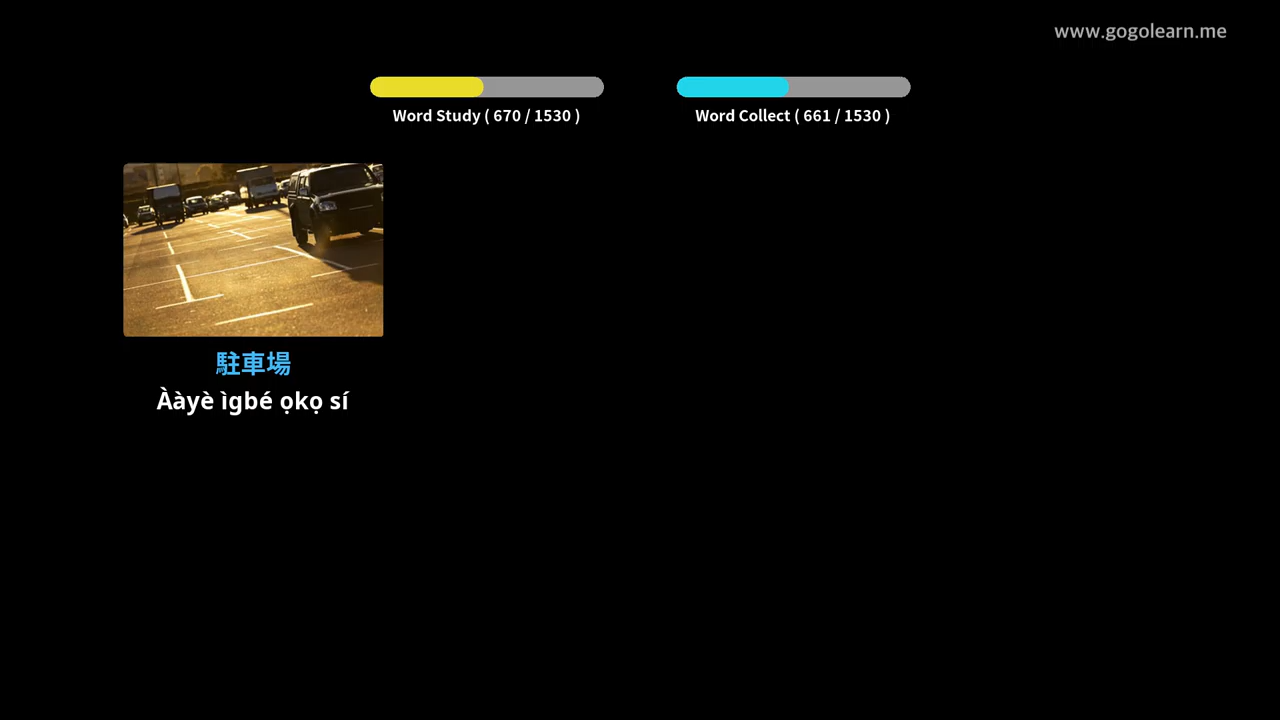 www.gogolearn.me
Word Study ( 670 / 1530 )
Word Collect ( 661 / 1530 )
駐車場
Ààyè ìgbé ọkọ sí